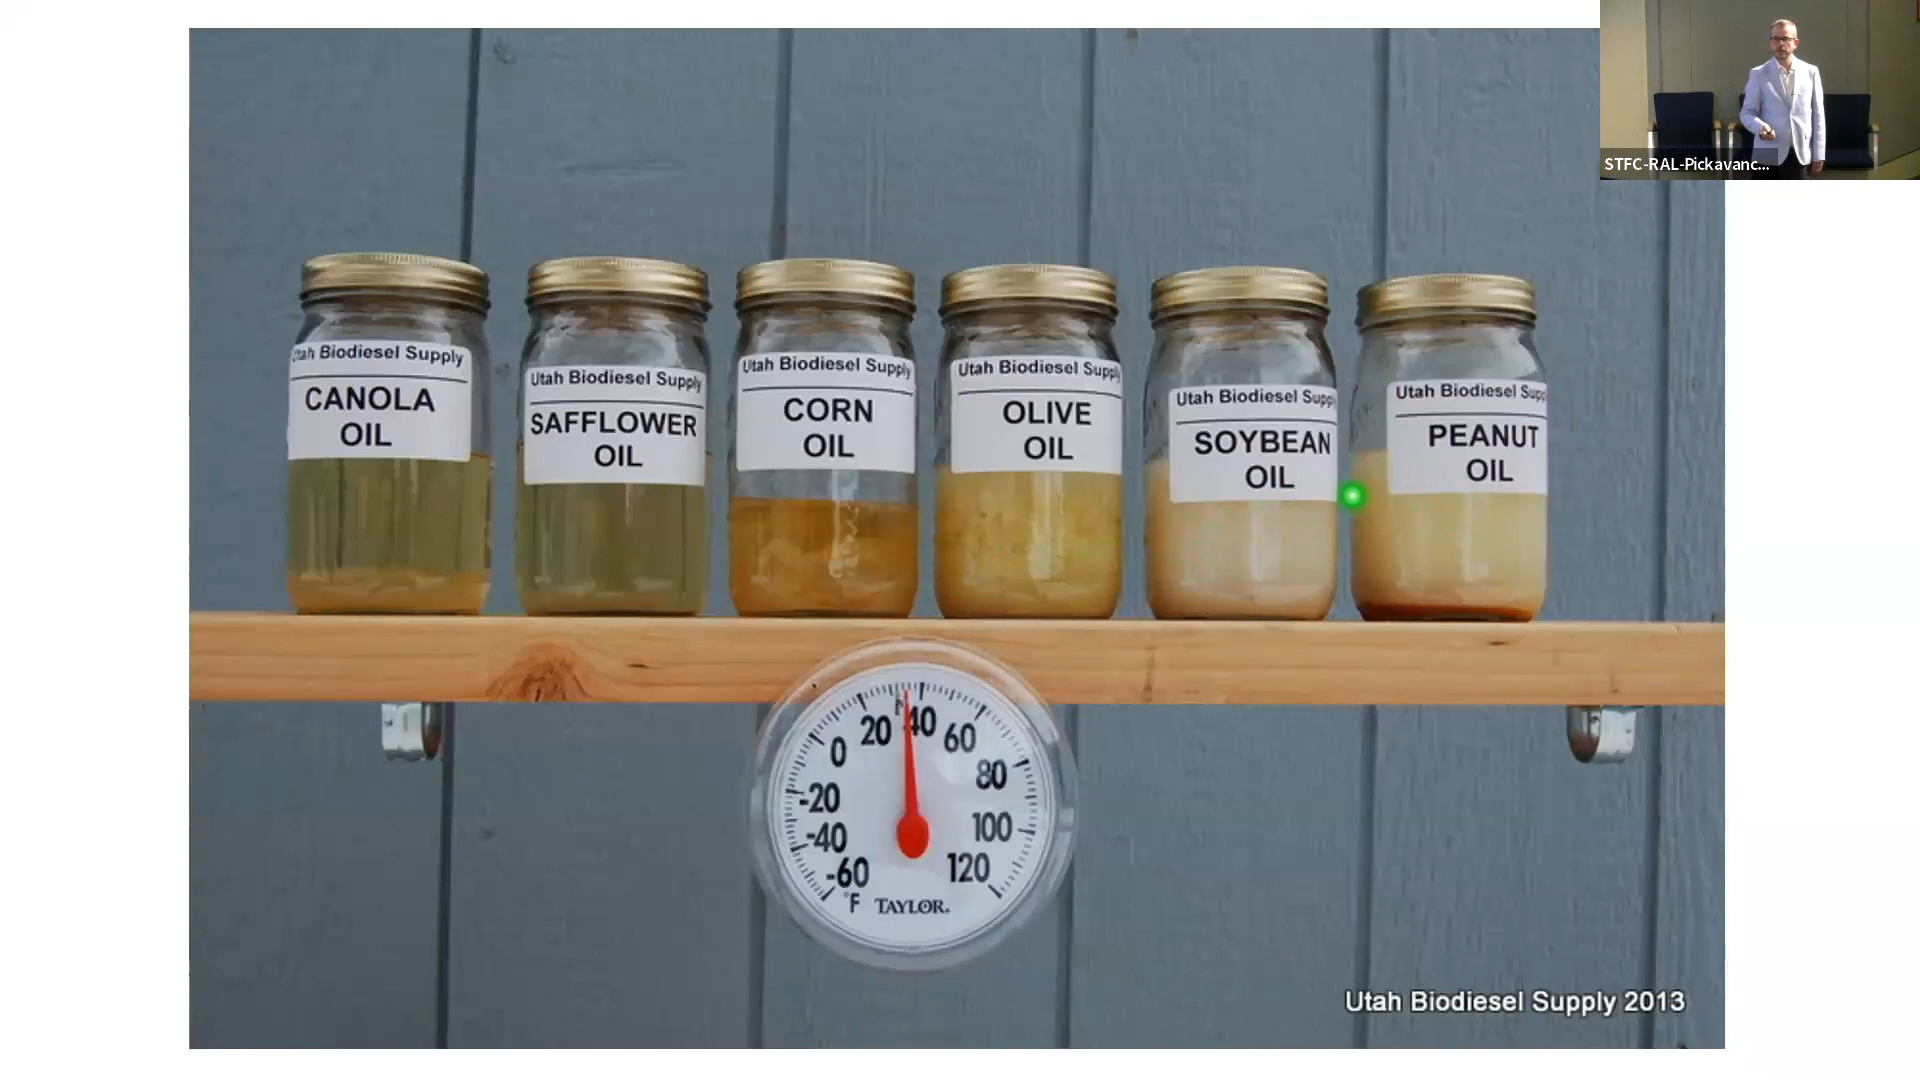 STFC-RAL-Pickavanc...
Utah Biodiesel Supply
CANOLA
OIL
Utah Biodiesel Supply
SAFFLOWER
OIL
Utah Biodiesel Supply
CORN
OIL
Utah Biodiesel Supply
OLIVE
OIL
Utah Biodiesel Supply
SOYBEAN
OIL
Utah Biodiesel Supply
PEANUT
OIL
-60
-40
-20
0
20
40
60
80
100
120
°F
TAYLOR.
Utah Biodiesel Supply 2013